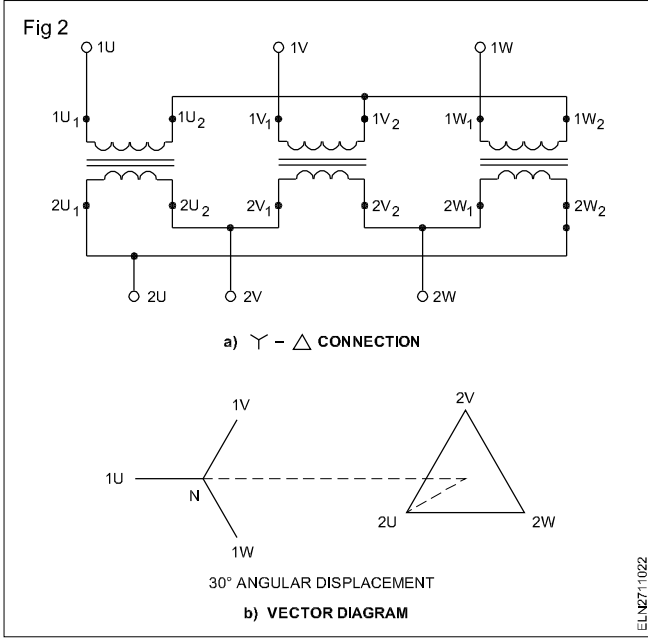 Fig 2
1U 1V 1W
1U1 1U2 1V1 1V2 1W1 1W2
2U1 2U2 2V1 2V2 2W1 2W2
2U 2V 2W
a) Y – △ CONNECTION
1V 2V
1U N
2U 2W
1W
30° ANGULAR DISPLACEMENT
b) VECTOR DIAGRAM
ELN2711022